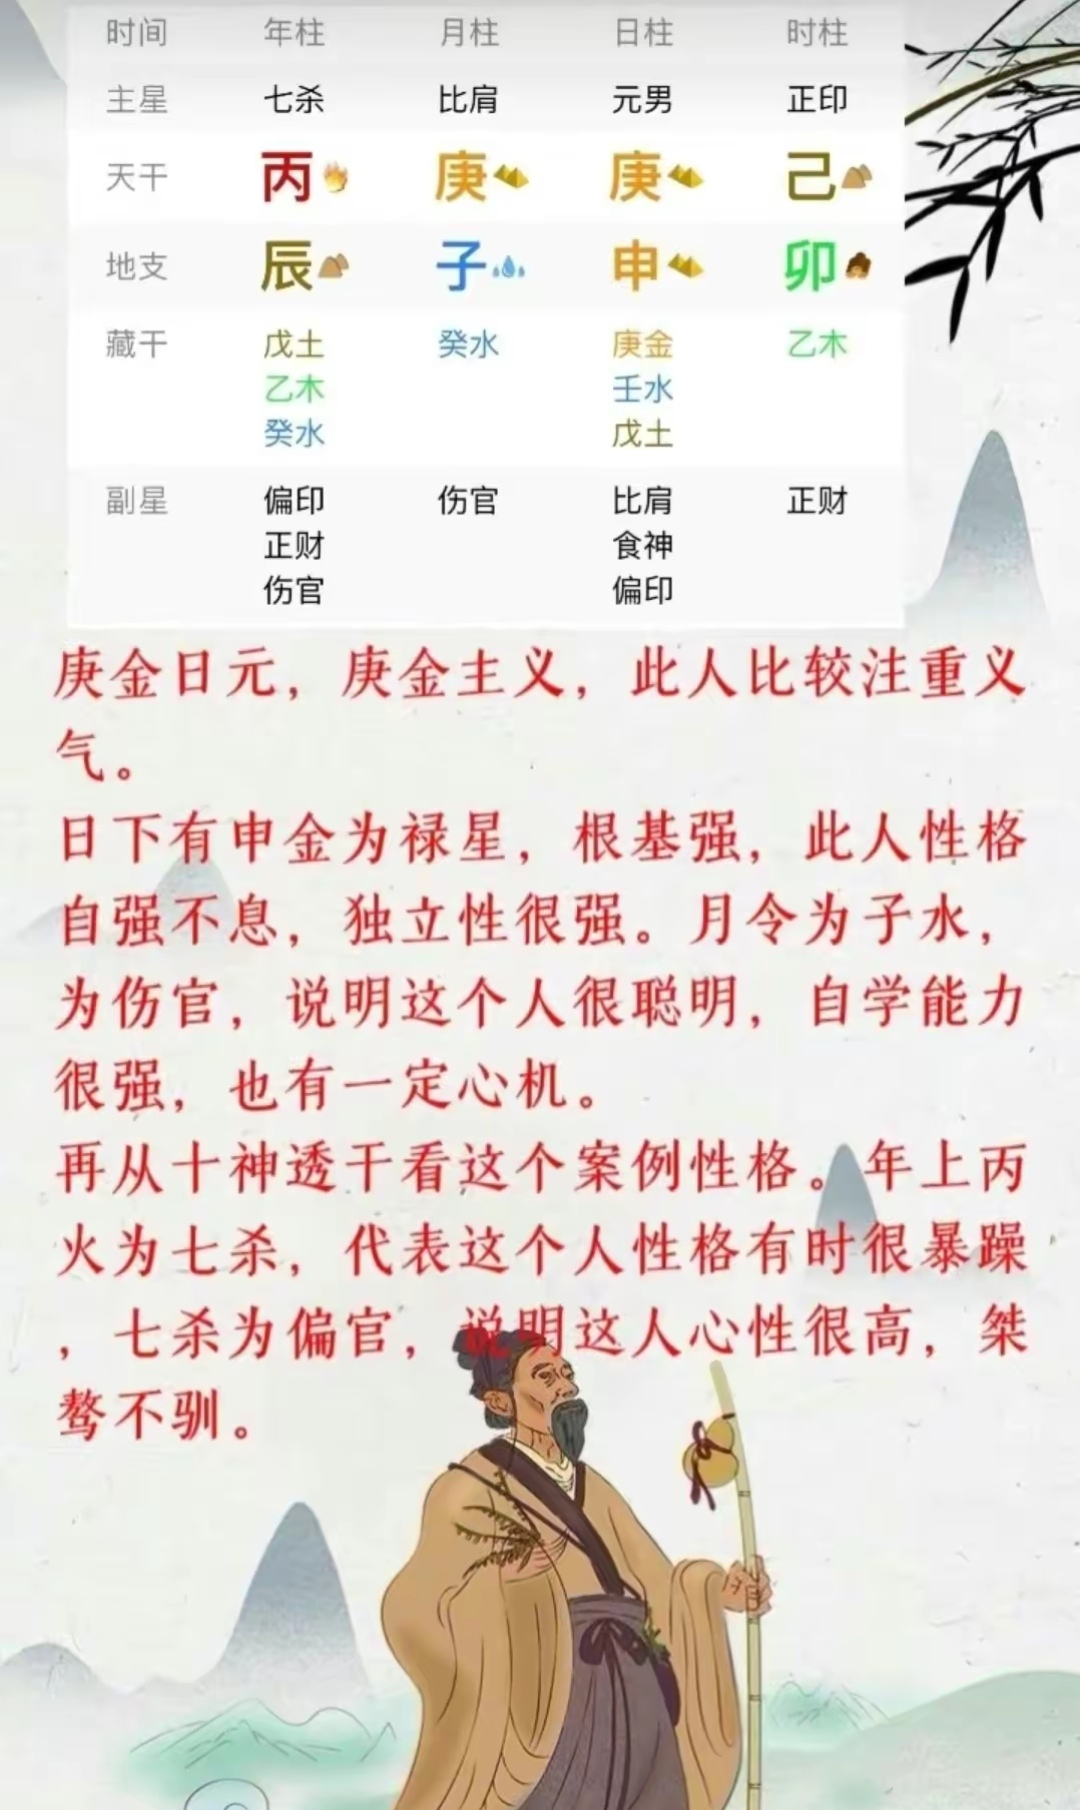 时间 年柱 月柱 日柱 时柱
主星 七杀 比肩 元男 正印
天干 丙 庚 庚 己
地支 辰 子 申 卯
藏干 戊土 癸水 庚金 乙木
乙木 壬水
癸水 戊土
副星 偏印 伤官 比肩 正财
正财 食神
伤官 偏印
庚金日元，庚金主义，此人比较注重义
气。
日下有申金为禄星，根基强，此人性格
自强不息，独立性很强。月令为子水，
为伤官，说明这个人很聪明，自学能力
很强，也有一定心机。
再从十神透干看这个案例性格。年上丙
火为七杀，代表这个人性格有时很暴躁
，七杀为偏官，说明这人心性很高，桀
骜不驯。